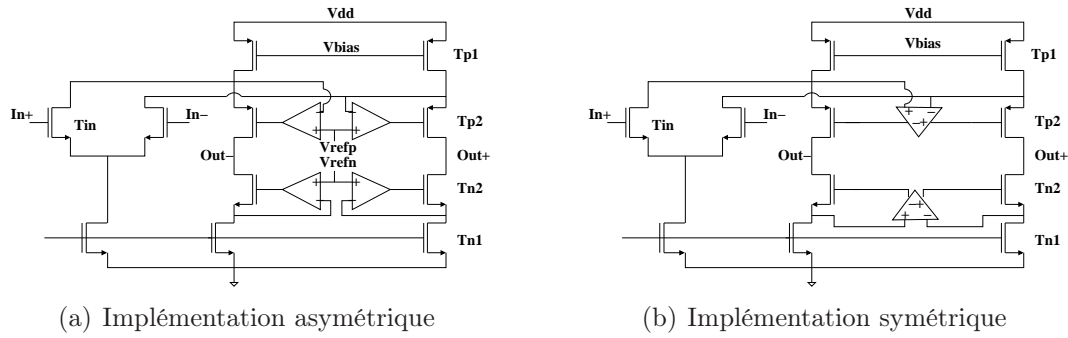 Vdd
Vbias
Tp1
In+
Tin
In−
Tp2
Vrefp
Out−
Vrefn
Out+
Tn2
Tn1
(a) Implémentation asymétrique
Vdd
Vbias
Tp1
In+
Tin
In−
Tp2
Out−
Out+
Tn2
Tn1
(b) Implémentation symétrique